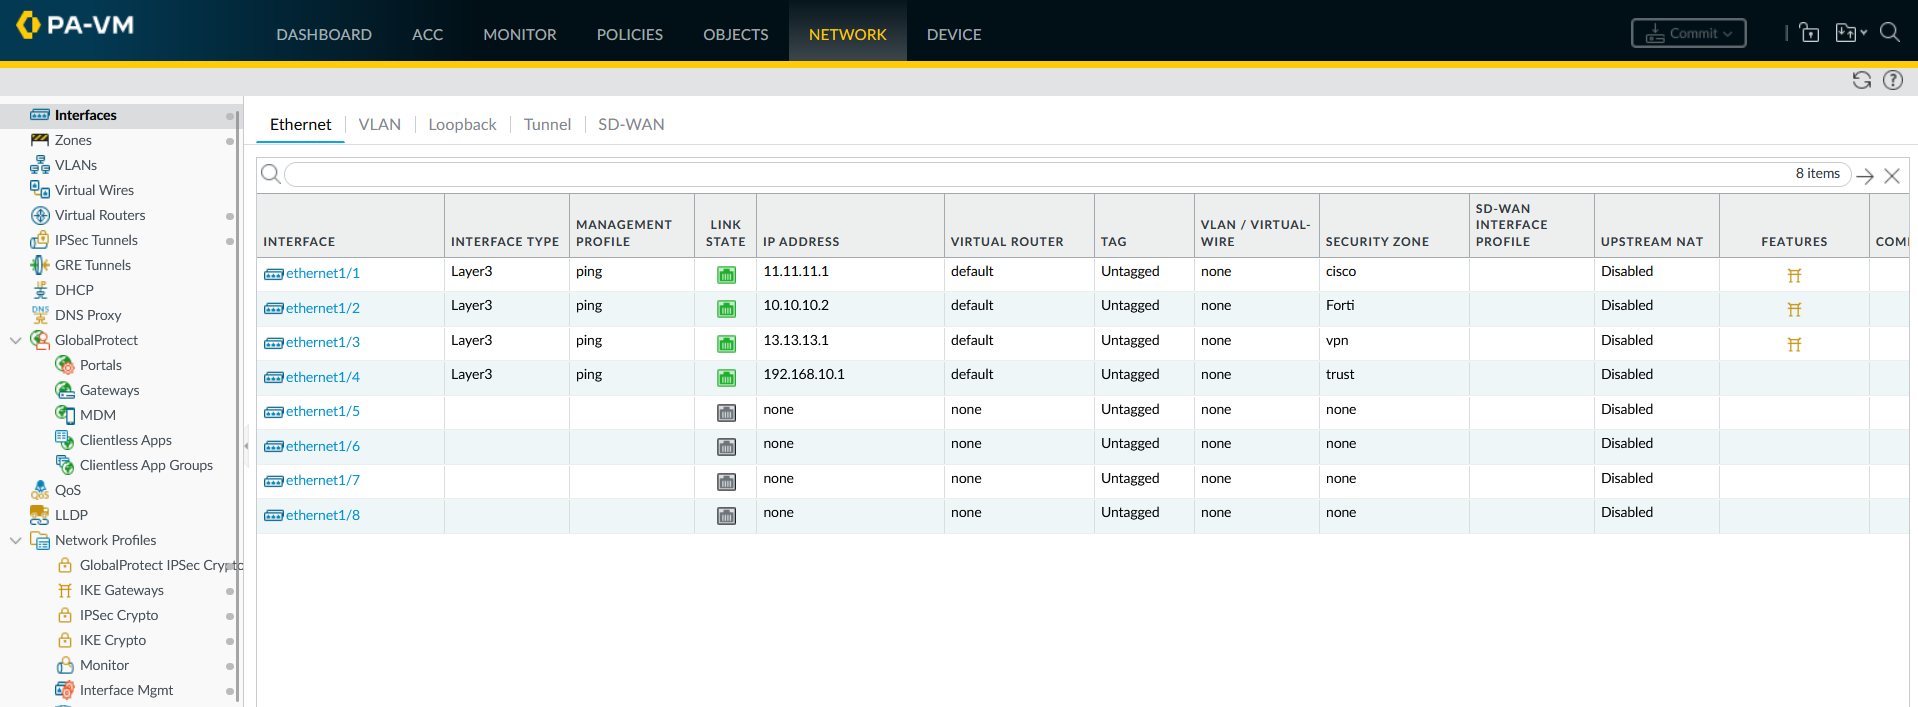 PA-VM
DASHBOARD ACC MONITOR POLICIES OBJECTS NETWORK DEVICE Commit
Interfaces
Zones
VLANs
Virtual Wires
Virtual Routers
IPSec Tunnels
GRE Tunnels
DHCP
DNS Proxy
GlobalProtect
Portals
Gateways
MDM
Clientless Apps
Clientless App Groups
QoS
LLDP
Network Profiles
GlobalProtect IPSec Crypto
IKE Gateways
IPSec Crypto
IKE Crypto
Monitor
Interface Mgmt
Ethernet VLAN Loopback Tunnel SD-WAN
8 items
INTERFACE INTERFACE TYPE MANAGEMENT PROFILE LINK STATE IP ADDRESS VIRTUAL ROUTER TAG VLAN / VIRTUAL-WIRE SECURITY ZONE SD-WAN INTERFACE PROFILE UPSTREAM NAT FEATURES COM
ethernet1/1 Layer3 ping 11.11.11.1 default Untagged none cisco Disabled
ethernet1/2 Layer3 ping 10.10.10.2 default Untagged none Forti Disabled
ethernet1/3 Layer3 ping 13.13.13.1 default Untagged none vpn Disabled
ethernet1/4 Layer3 ping 192.168.10.1 default Untagged none trust Disabled
ethernet1/5 none none Untagged none none Disabled
ethernet1/6 none none Untagged none none Disabled
ethernet1/7 none none Untagged none none Disabled
ethernet1/8 none none Untagged none none Disabled